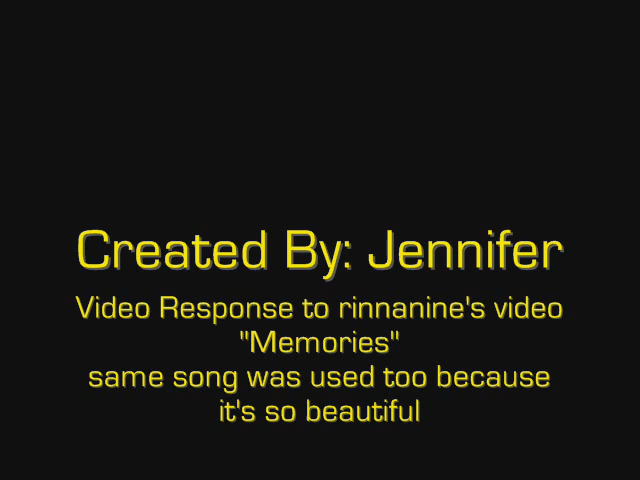 Created By: Jennifer
Video Response to rinnanine's video
"Memories"
same song was used too because
it's so beautiful